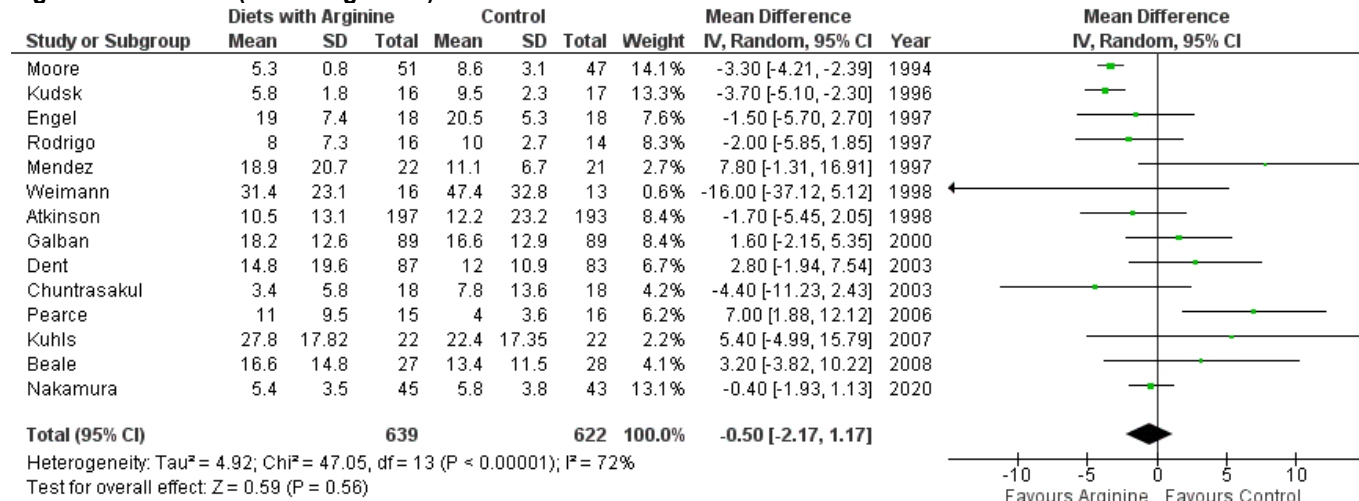 Diets with Arginine Control Mean Difference Mean Difference
Study or Subgroup Mean SD Total Mean SD Total Weight IV, Random, 95% CI Year IV, Random, 95% CI
Moore 5.3 0.8 51 8.6 3.1 47 14.1% -3.30 [-4.21, -2.39] 1994
Kudsk 5.8 1.8 16 9.5 2.3 17 13.3% -3.70 [-5.10, -2.30] 1996
Engel 19 7.4 18 20.5 5.3 18 7.6% -1.50 [-5.70, 2.70] 1997
Rodrigo 8 7.3 16 10 2.7 14 8.3% -2.00 [-5.85, 1.85] 1997
Mendez 18.9 20.7 22 11.1 6.7 21 2.7% 7.80 [-1.31, 16.91] 1997
Weimann 31.4 23.1 16 47.4 32.8 13 0.6% -16.00 [-37.12, 5.12] 1998
Atkinson 10.5 13.1 197 12.2 23.2 193 8.4% -1.70 [-5.45, 2.05] 1998
Galban 18.2 12.6 89 16.6 12.9 89 8.4% 1.60 [-2.15, 5.35] 2000
Dent 14.8 19.6 87 12 10.9 83 6.7% 2.80 [-1.94, 7.54] 2003
Chuntrasakul 3.4 5.8 18 7.8 13.6 18 4.2% -4.40 [-11.23, 2.43] 2003
Pearce 11 9.5 15 4 3.6 16 6.2% 7.00 [1.88, 12.12] 2006
Kuhls 27.8 17.82 22 22.4 17.35 22 2.2% 5.40 [-4.99, 15.79] 2007
Beale 16.6 14.8 27 13.4 11.5 28 4.1% 3.20 [-3.82, 10.22] 2008
Nakamura 5.4 3.5 45 5.8 3.8 43 13.1% -0.40 [-1.93, 1.13] 2020
Total (95% CI) 639 622 100.0% -0.50 [-2.17, 1.17]
Heterogeneity: Tau² = 4.92; Chi² = 47.05, df = 13 (P < 0.00001); I² = 72%
Test for overall effect: Z = 0.59 (P = 0.56)
-10 -5 0 5 10
Favours Arginine Favours Control